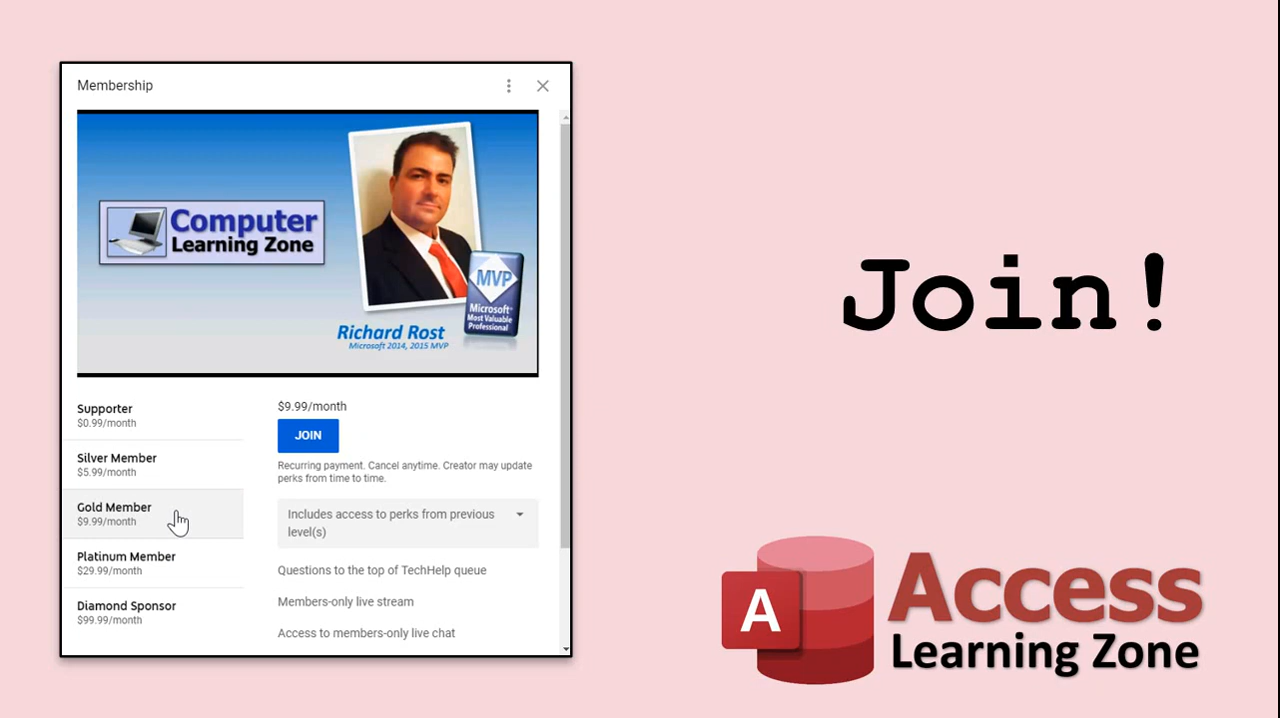 Membership
Computer
Learning Zone
MVP
Microsoft®
Most Valuable
Professional
Richard Rost
Microsoft 2014, 2015 MVP
Supporter
$0.99/month
Silver Member
$5.99/month
Gold Member
$9.99/month
Platinum Member
$29.99/month
Diamond Sponsor
$99.99/month
$9.99/month
JOIN
Recurring payment. Cancel anytime. Creator may update
perks from time to time.
Includes access to perks from previous
level(s)
Questions to the top of TechHelp queue
Members-only live stream
Access to members-only live chat
Join!
A
Access
Learning Zone